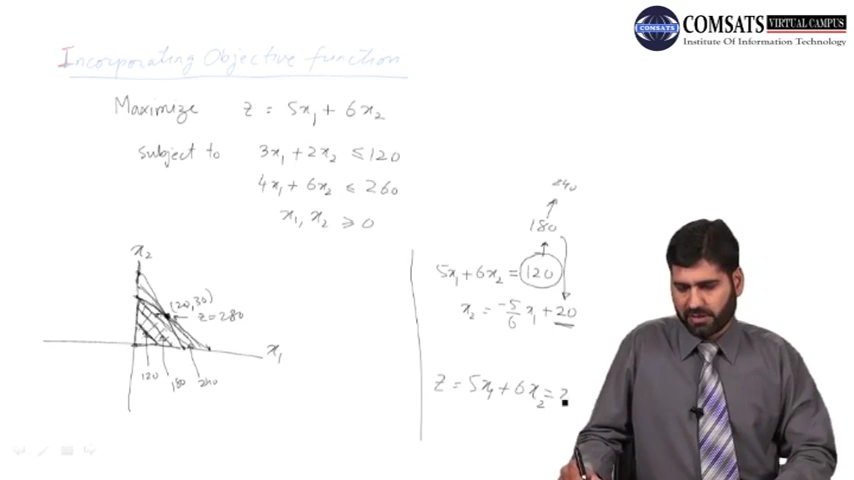 COMSATS VIRTUAL CAMPUS
Institute Of Information Technology
COMSATS
Incorporating Objective function
Maximize z = 5x₁ + 6x₂
subject to 3x₁ + 2x₂ ≤ 120
4x₁ + 6x₂ ≤ 260
x₁, x₂ ≥ 0
x₂
(20,30)
z=280
x₁
120 180 240
240
180
5x₁+6x₂ = 120
x₂ = -5/6 x₁ + 20
z = 5x₁ + 6x₂ =